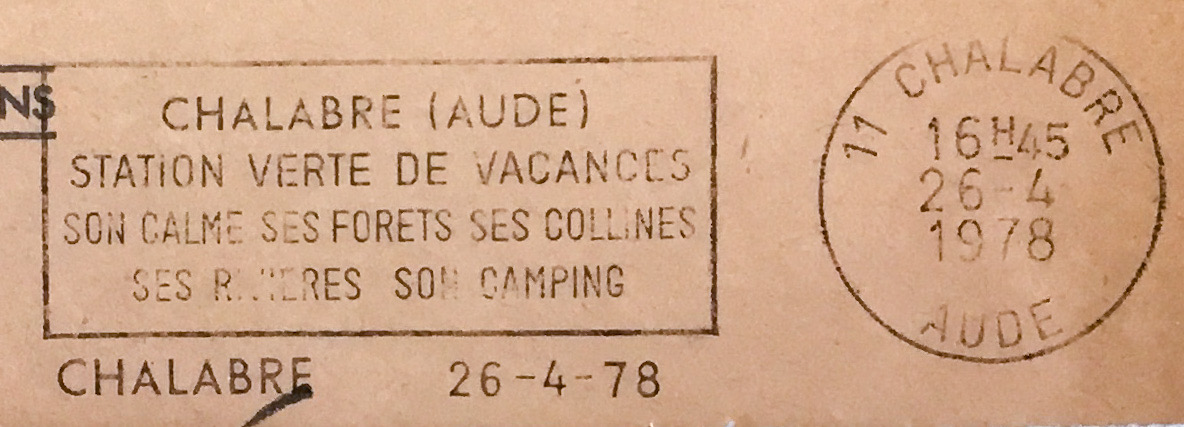 NS
CHALABRE (AUDE)
STATION VERTE DE VACANCES
SON CALME SES FORETS SES COLLINES
SES RIVIERES SON CAMPING
CHALABRE 26-4-78
11 CHALABRE
16H45
26-4
1978
AUDE